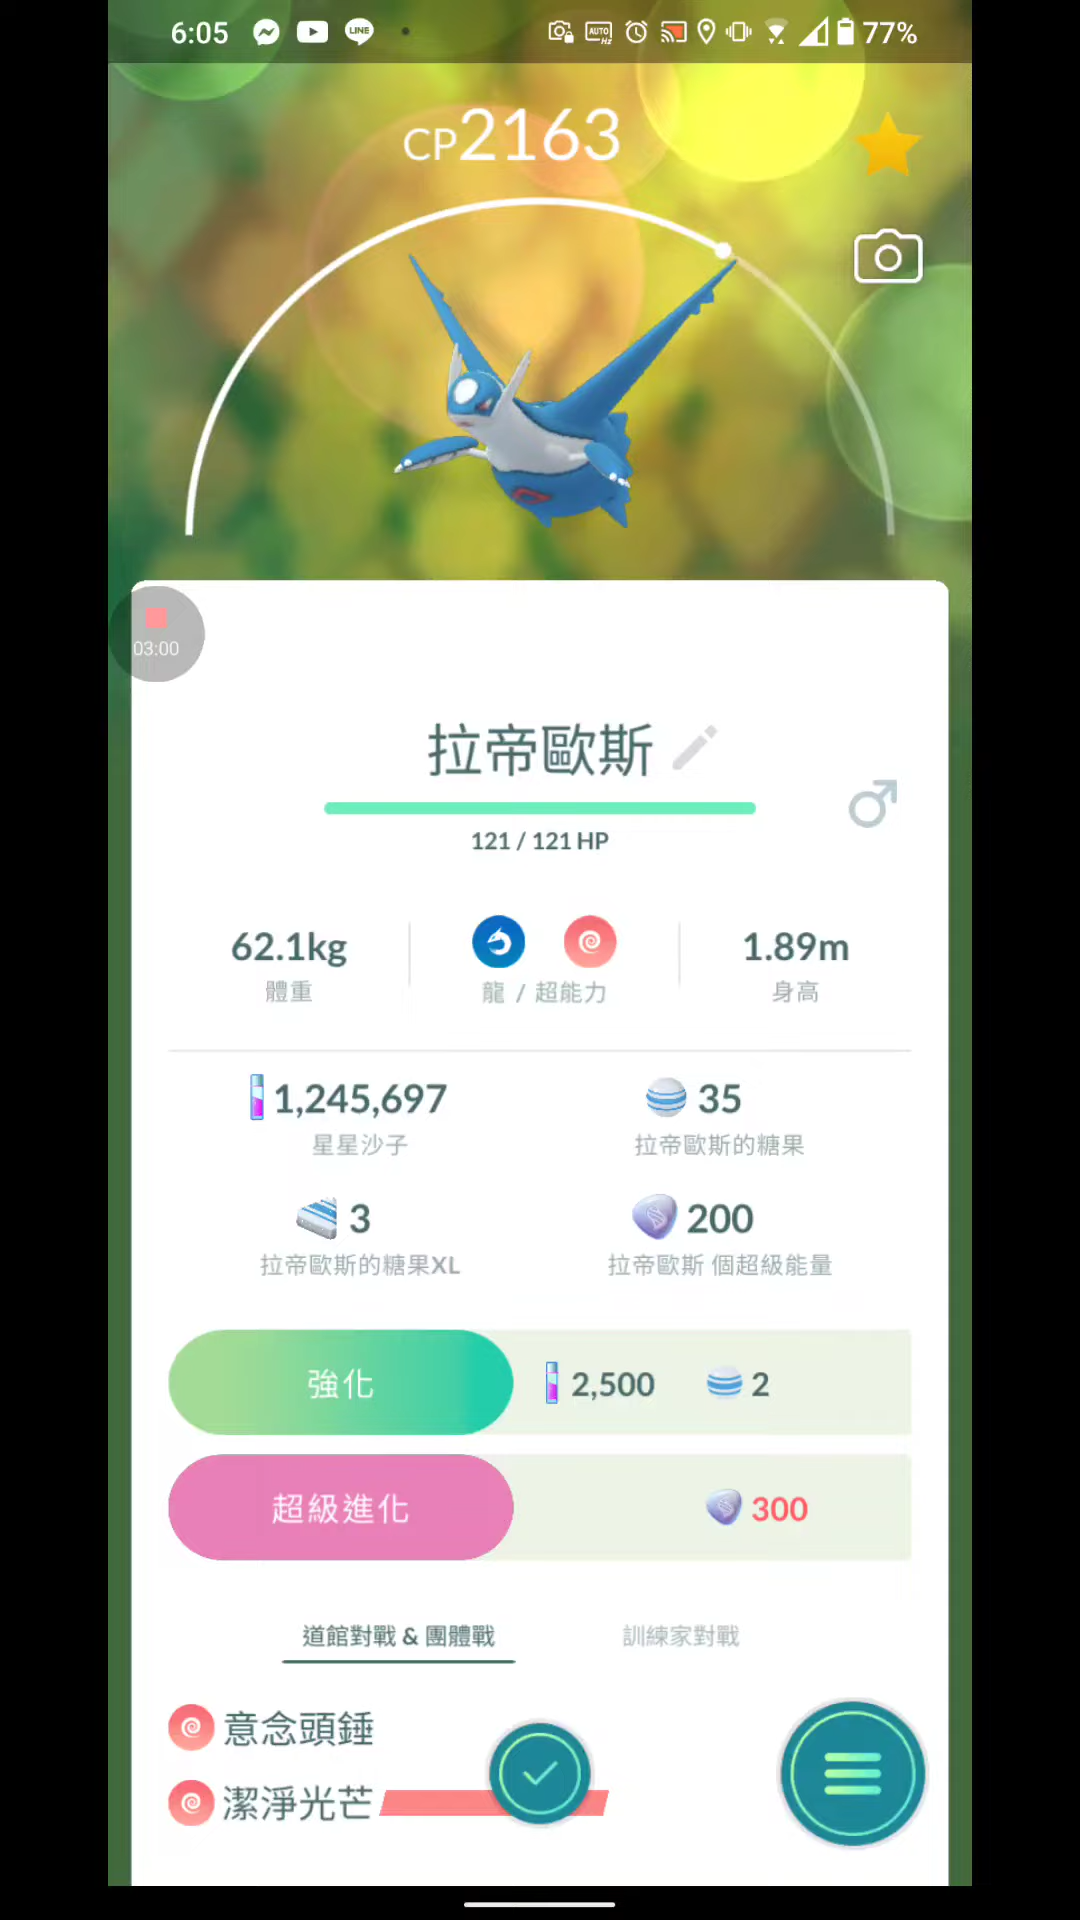 6:05 LINE AUTO Hz 77%
CP2163
03:00
拉帝歐斯
121 / 121 HP
62.1kg 龍 / 超能力 1.89m
體重 身高
1,245,697 35
星星沙子 拉帝歐斯的糖果
3 200
拉帝歐斯的糖果XL 拉帝歐斯 個超級能量
強化 2,500 2
超級進化 300
道館對戰 & 團體戰 訓練家對戰
意念頭錘
潔淨光芒